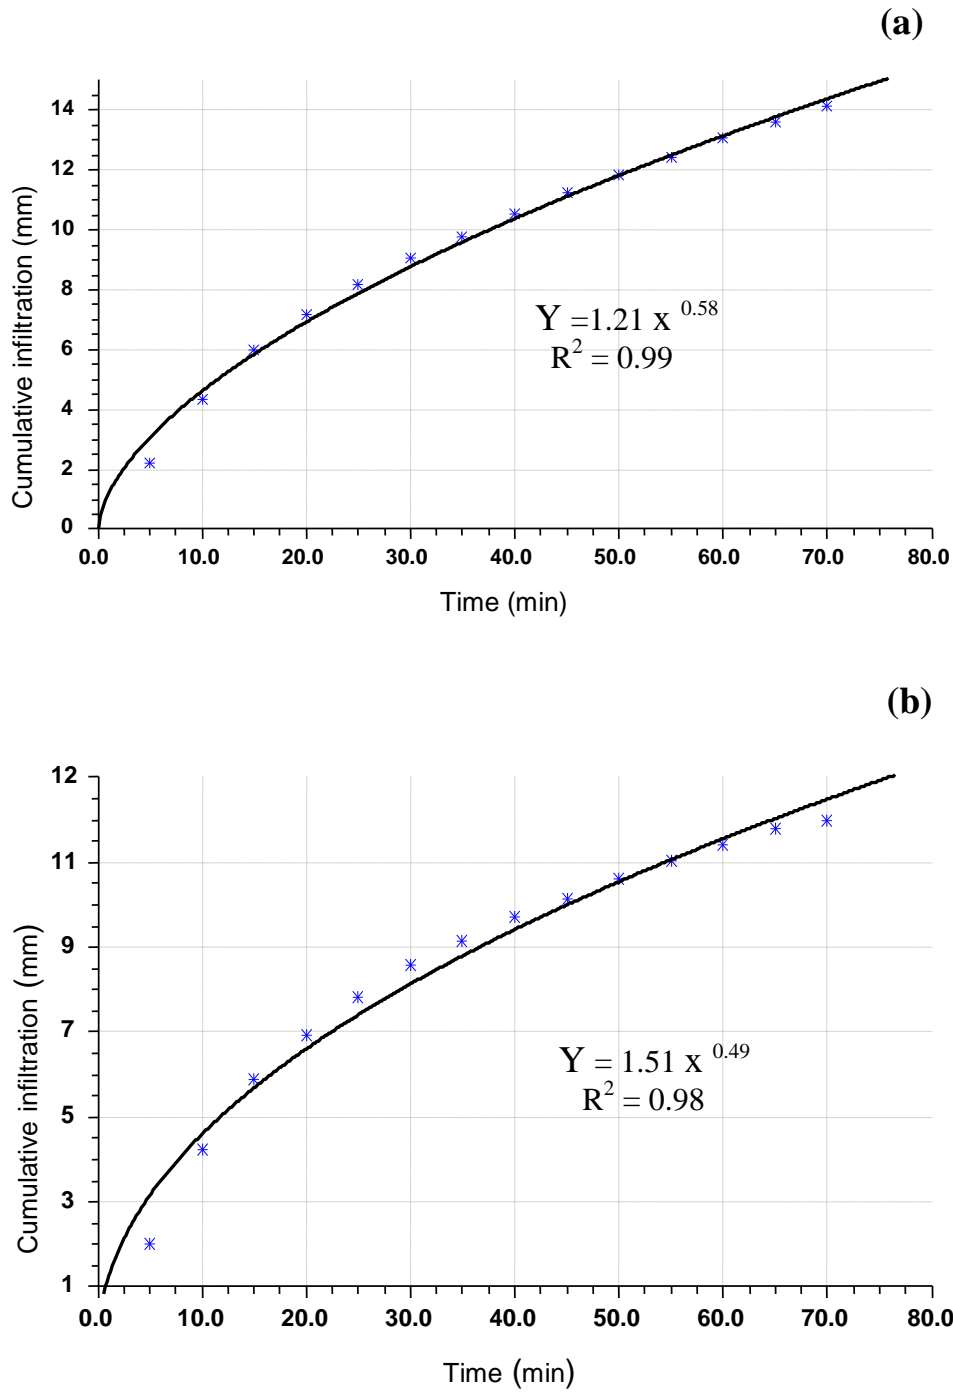 (a)
14
12
10
8
6
4
2
0
Cumulative infiltration (mm)
Y =1.21 x 0.58
R2 = 0.99
0.0 10.0 20.0 30.0 40.0 50.0 60.0 70.0 80.0
Time (min)
(b)
12
11
9
7
5
3
1
Cumulative infiltration (mm)
Y = 1.51 x 0.49
R2 = 0.98
0.0 10.0 20.0 30.0 40.0 50.0 60.0 70.0 80.0
Time (min)